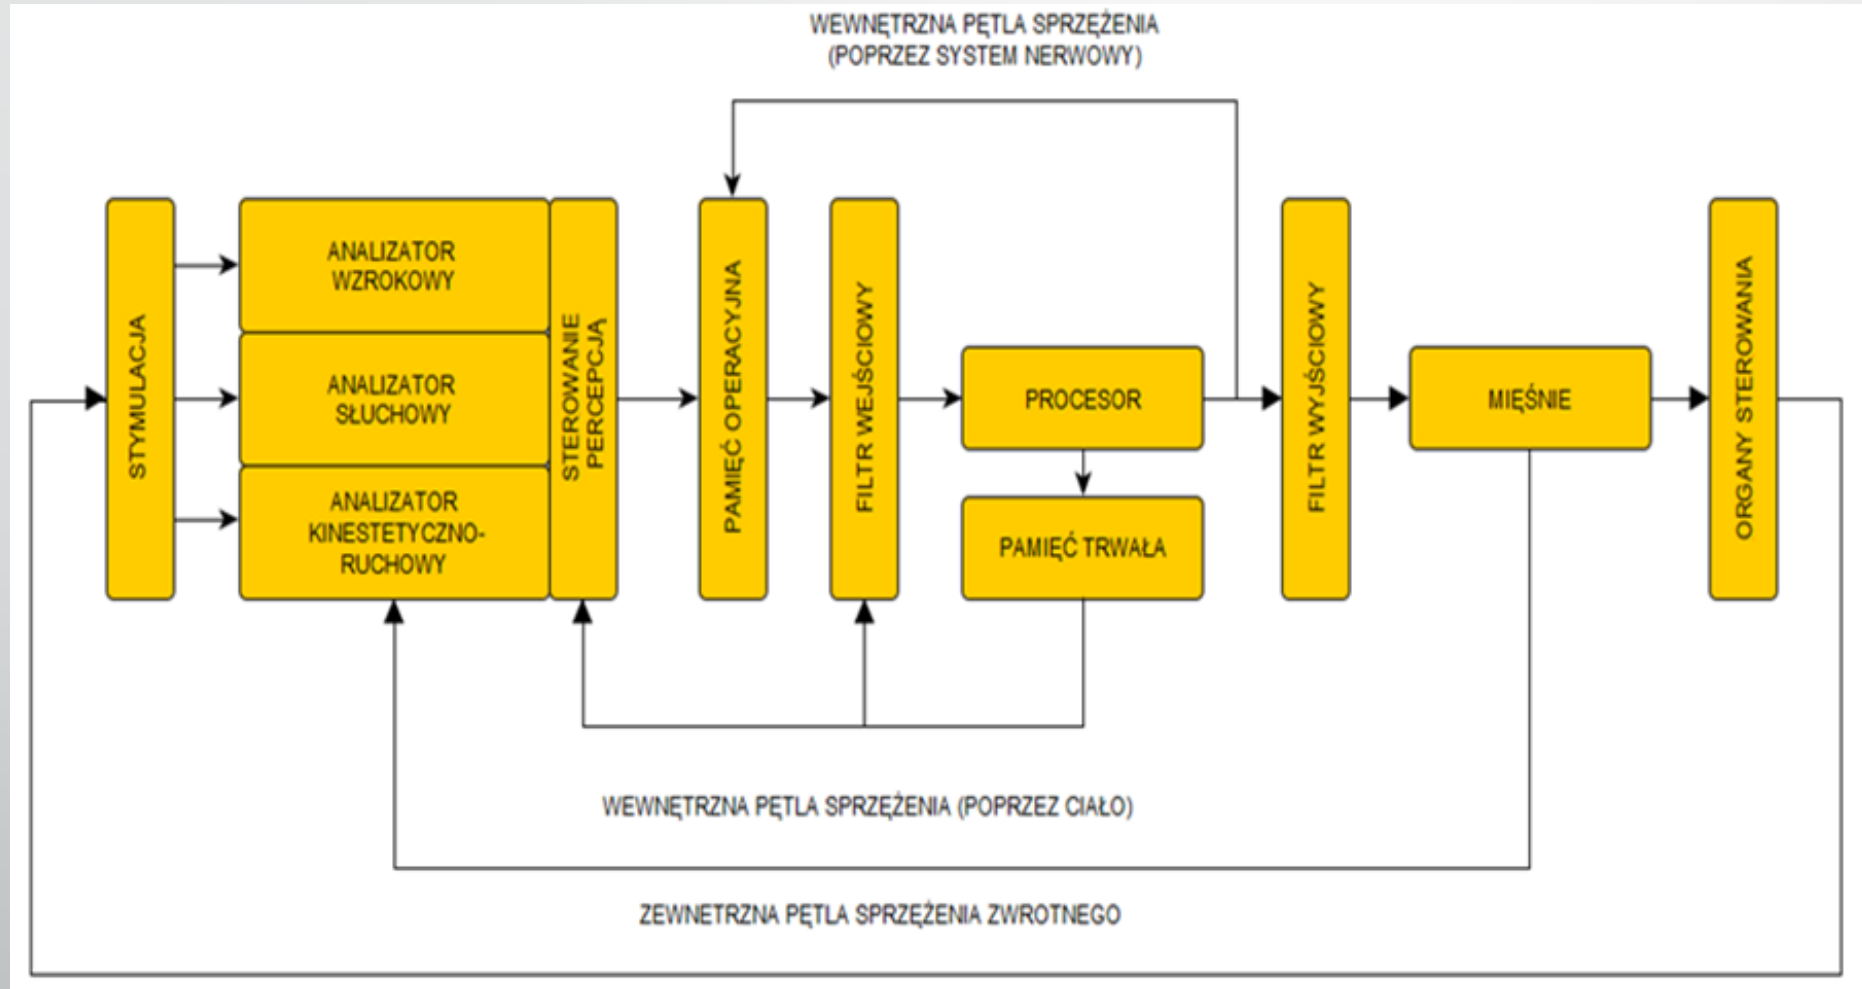 WEWNĘTRZNA PĘTLA SPRZĘŻENIA
(POPRZEZ SYSTEM NERWOWY)
STYMULACJA
ANALIZATOR
WZROKOWY
ANALIZATOR
SŁUCHOWY
ANALIZATOR
KINESTETYCZNO-
RUCHOWY
STEROWANIE
PERCEPCJĄ
PAMIĘĆ OPERACYJNA
FILTR WEJŚCIOWY
PROCESOR
PAMIĘĆ TRWAŁA
FILTR WYJŚCIOWY
MIĘŚNIE
ORGANY STEROWANIA
WEWNĘTRZNA PĘTLA SPRZĘŻENIA (POPRZEZ CIAŁO)
ZEWNETRZNA PĘTLA SPRZĘŻENIA ZWROTNEGO